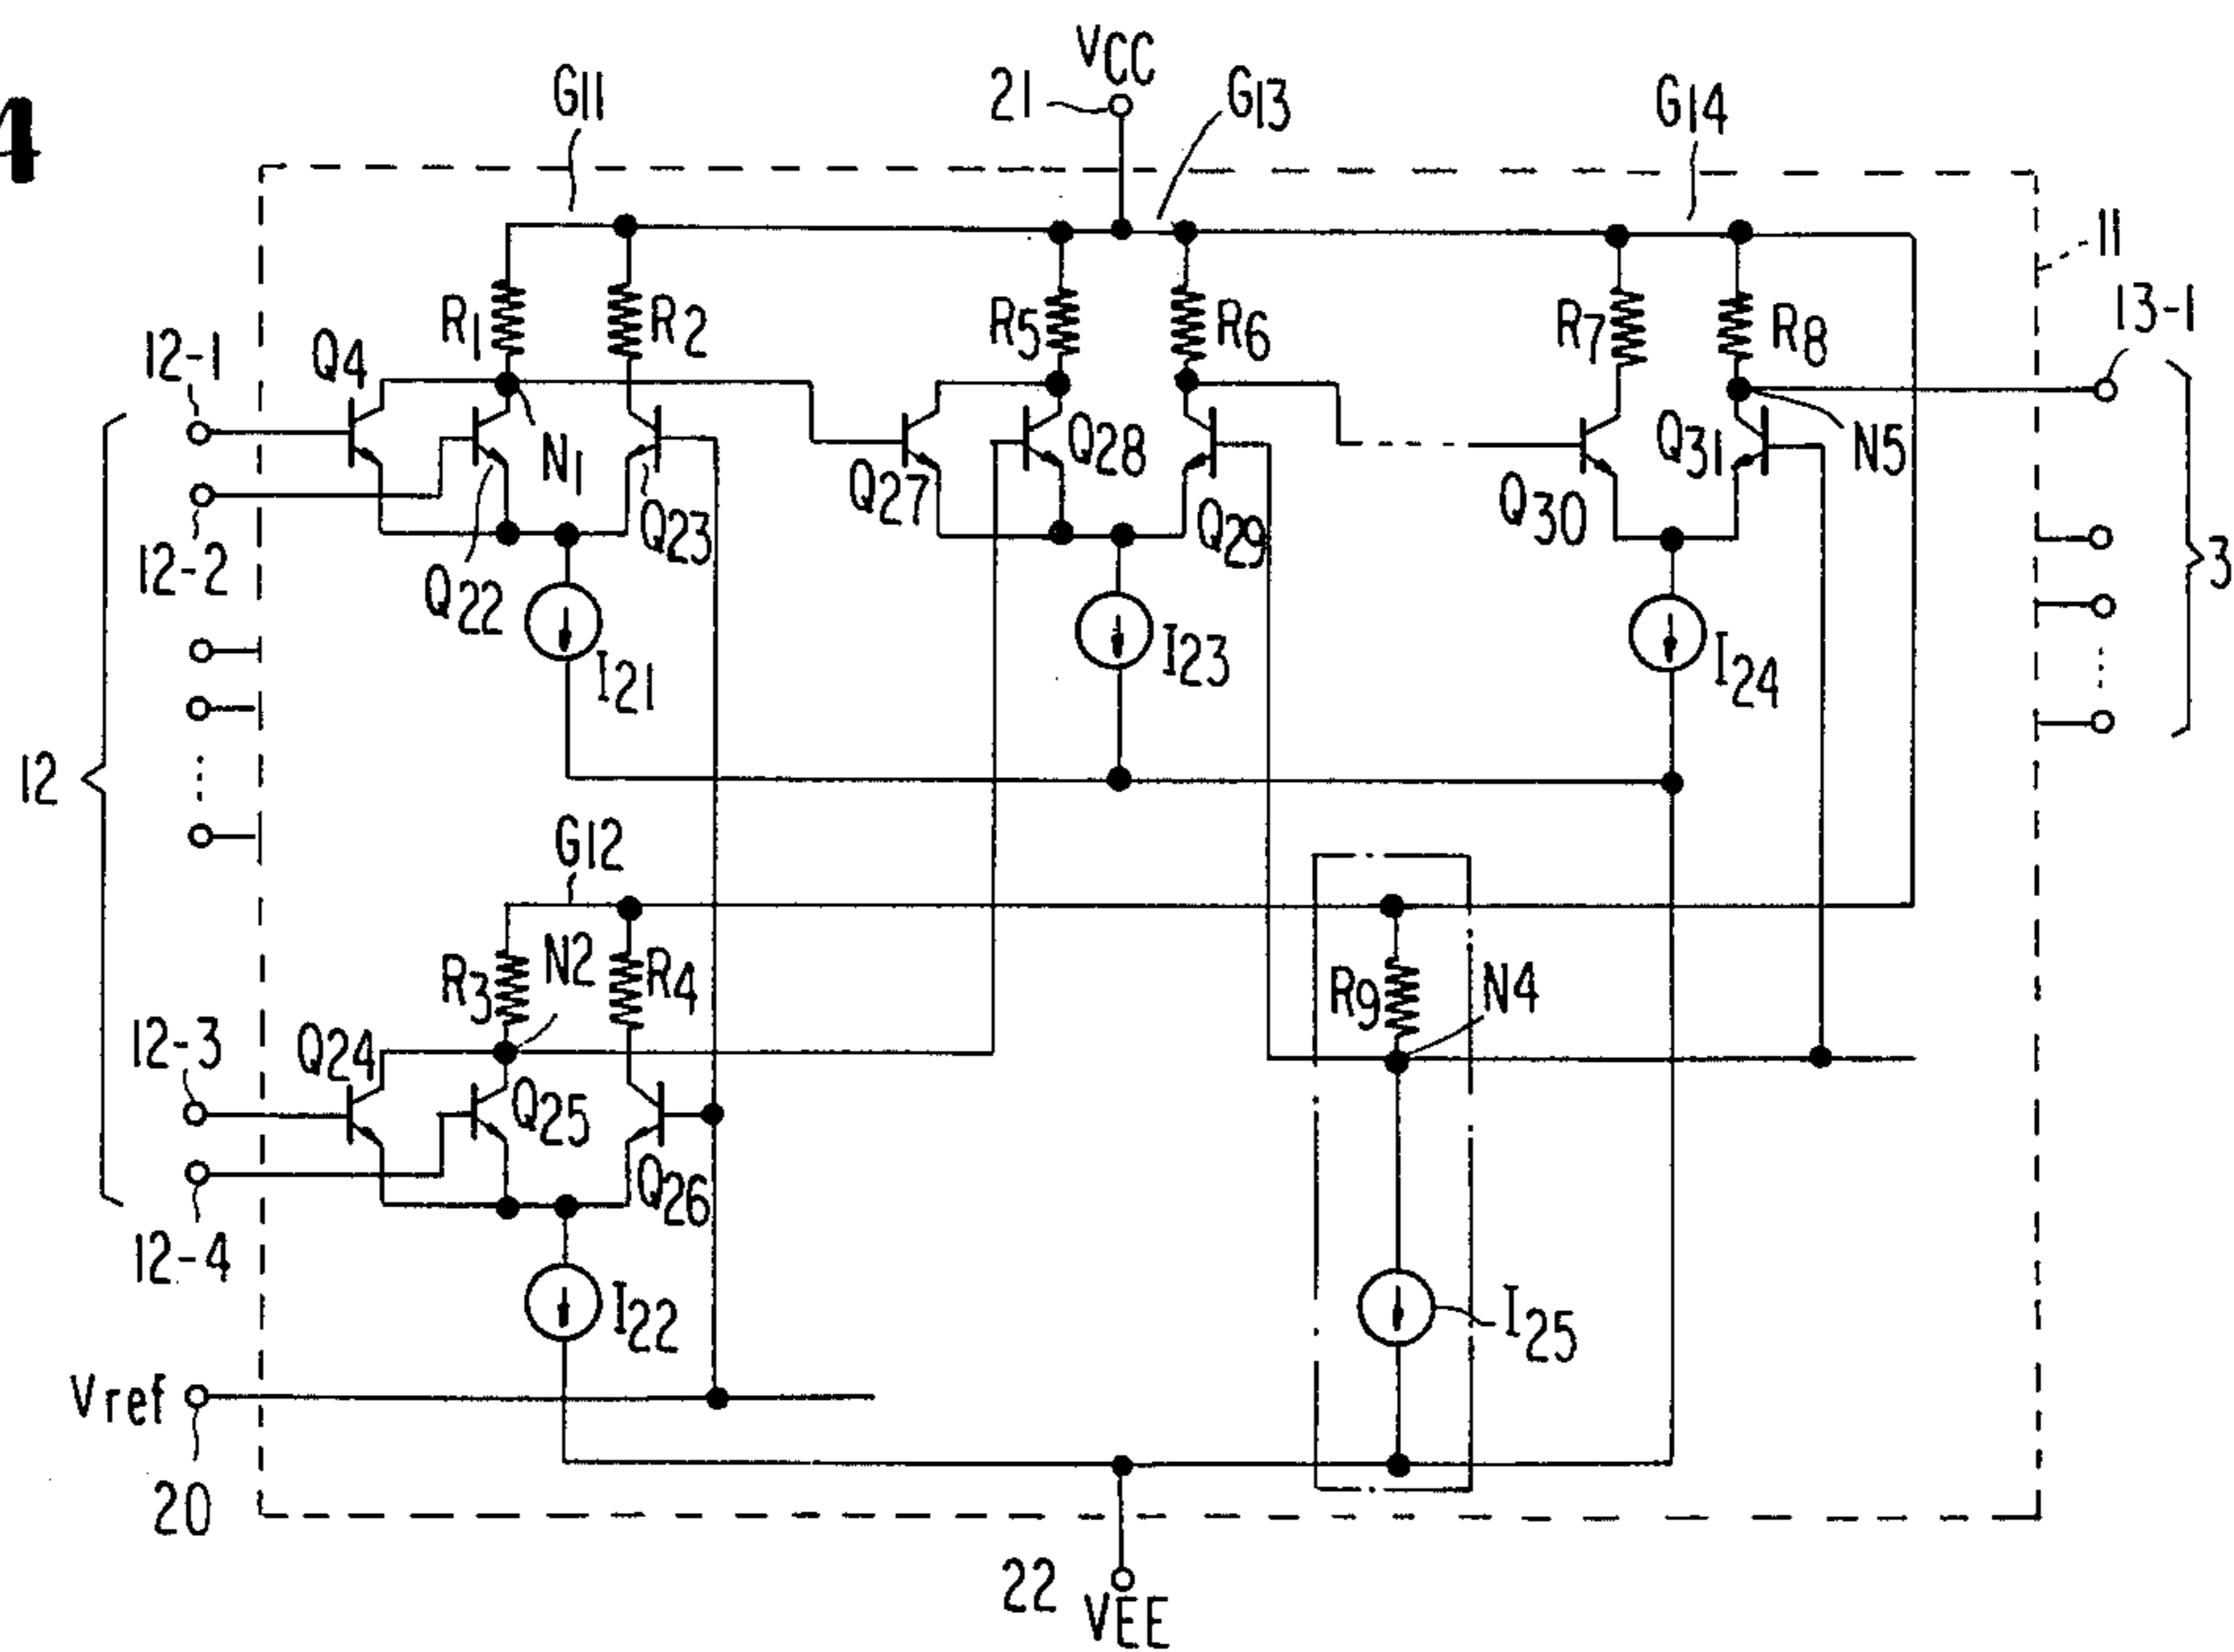 4
VCC
21
G11
G13
G14
11
13-1
R1
R2
R5
R6
R7
R8
12-1
Q4
N1
Q28
Q31
N5
Q27
Q23
Q29
Q30
12-2
Q22
3
I21
I23
I24
12
G12
R3
N2
R4
R9
N4
12-3
Q24
Q25
Q26
12-4
I22
I25
Vref
20
22
VEE